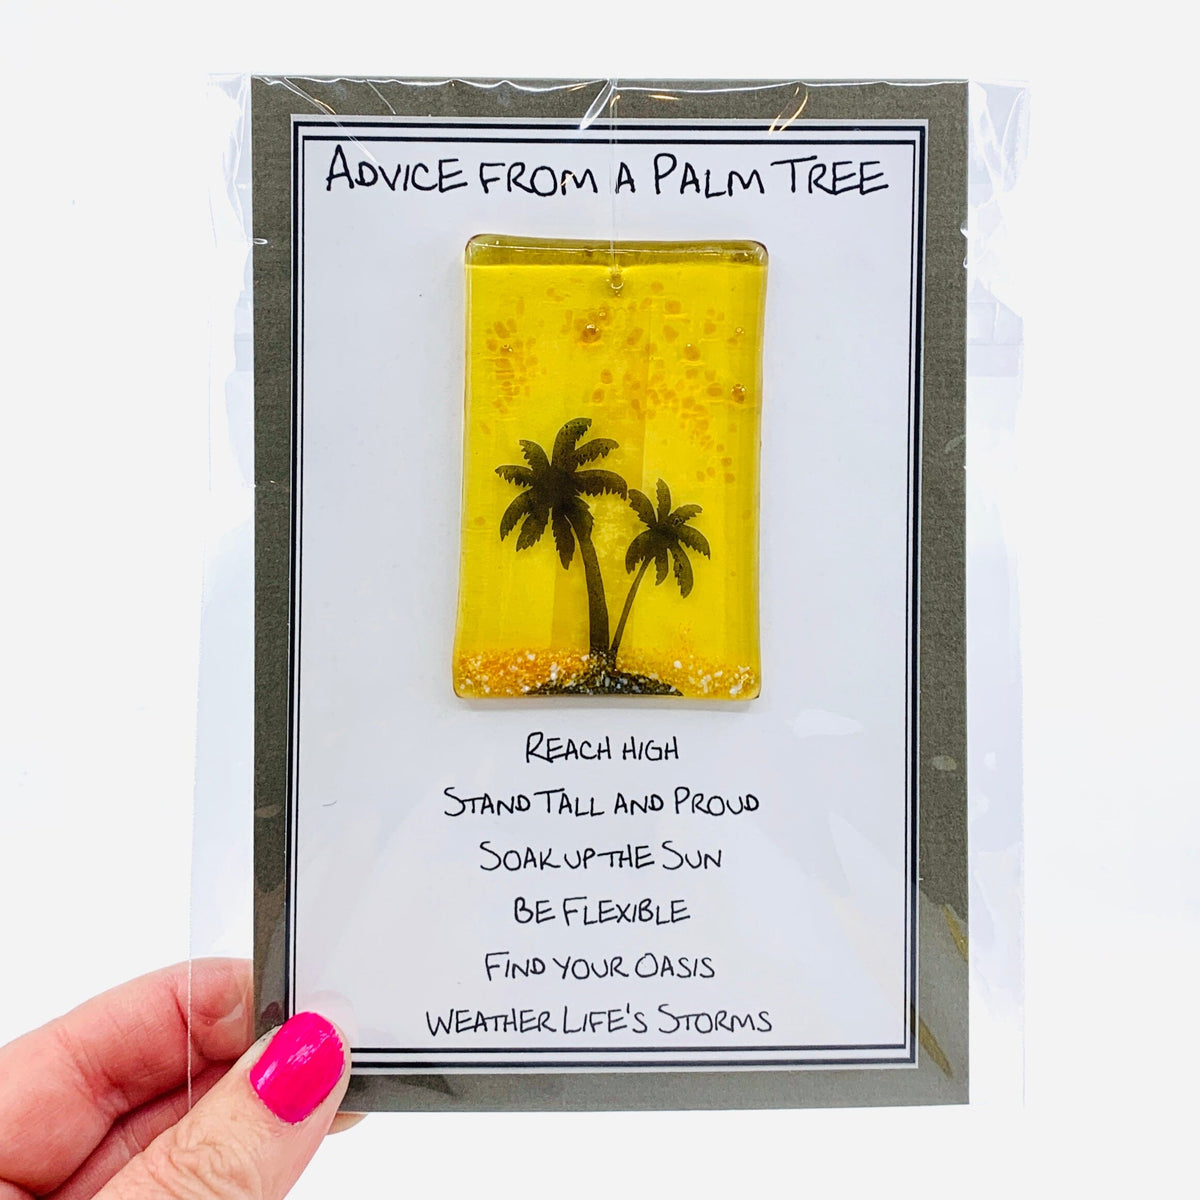 ADVICE FROM A PALM TREE
REACH HIGH
STAND TALL AND PROUD
SOAK UP THE SUN
BE FLEXIBLE
FIND YOUR OASIS
WEATHER LIFE'S STORMS